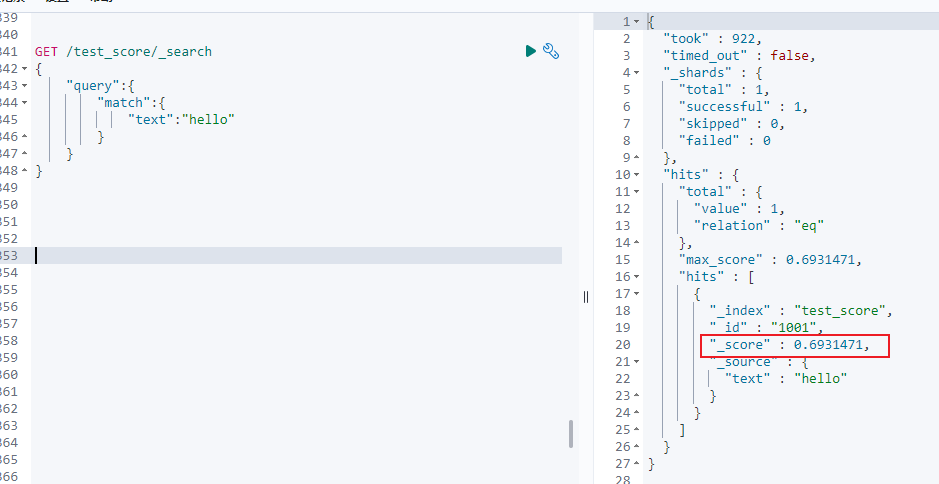 339
340
341 GET /test_score/_search
342 {
343 "query":{
344 "match":{
345 "text":"hello"
346 }
347 }
348 }
349
350
351
352
353
354
355
356
357
358
359
360
361
362
363
364
365
366
1 {
2 "took" : 922,
3 "timed_out" : false,
4 "_shards" : {
5 "total" : 1,
6 "successful" : 1,
7 "skipped" : 0,
8 "failed" : 0
9 },
10 "hits" : {
11 "total" : {
12 "value" : 1,
13 "relation" : "eq"
14 },
15 "max_score" : 0.6931471,
16 "hits" : [
17 {
18 "_index" : "test_score",
19 "_id" : "1001",
20 "_score" : 0.6931471,
21 "_source" : {
22 "text" : "hello"
23 }
24 }
25 ]
26 }
27 }
28